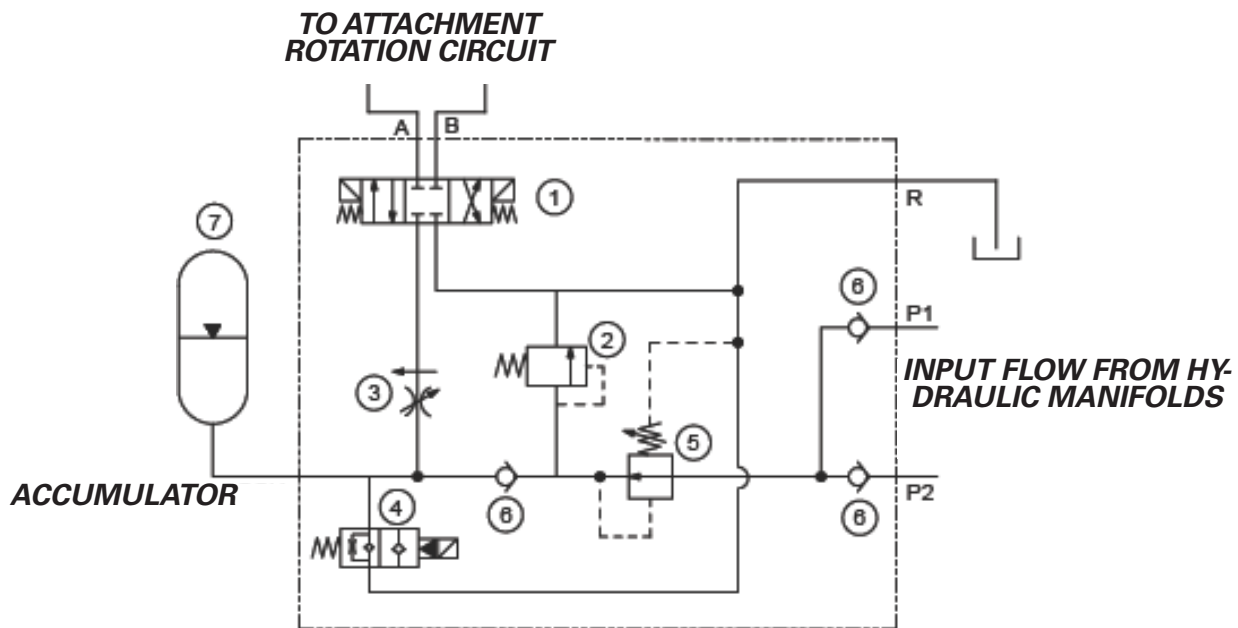 TO ATTACHMENT
ROTATION CIRCUIT
A
B
1
R
7
6
P1
2
INPUT FLOW FROM HY-
DRAULIC MANIFOLDS
3
5
ACCUMULATOR
4
6
6
P2